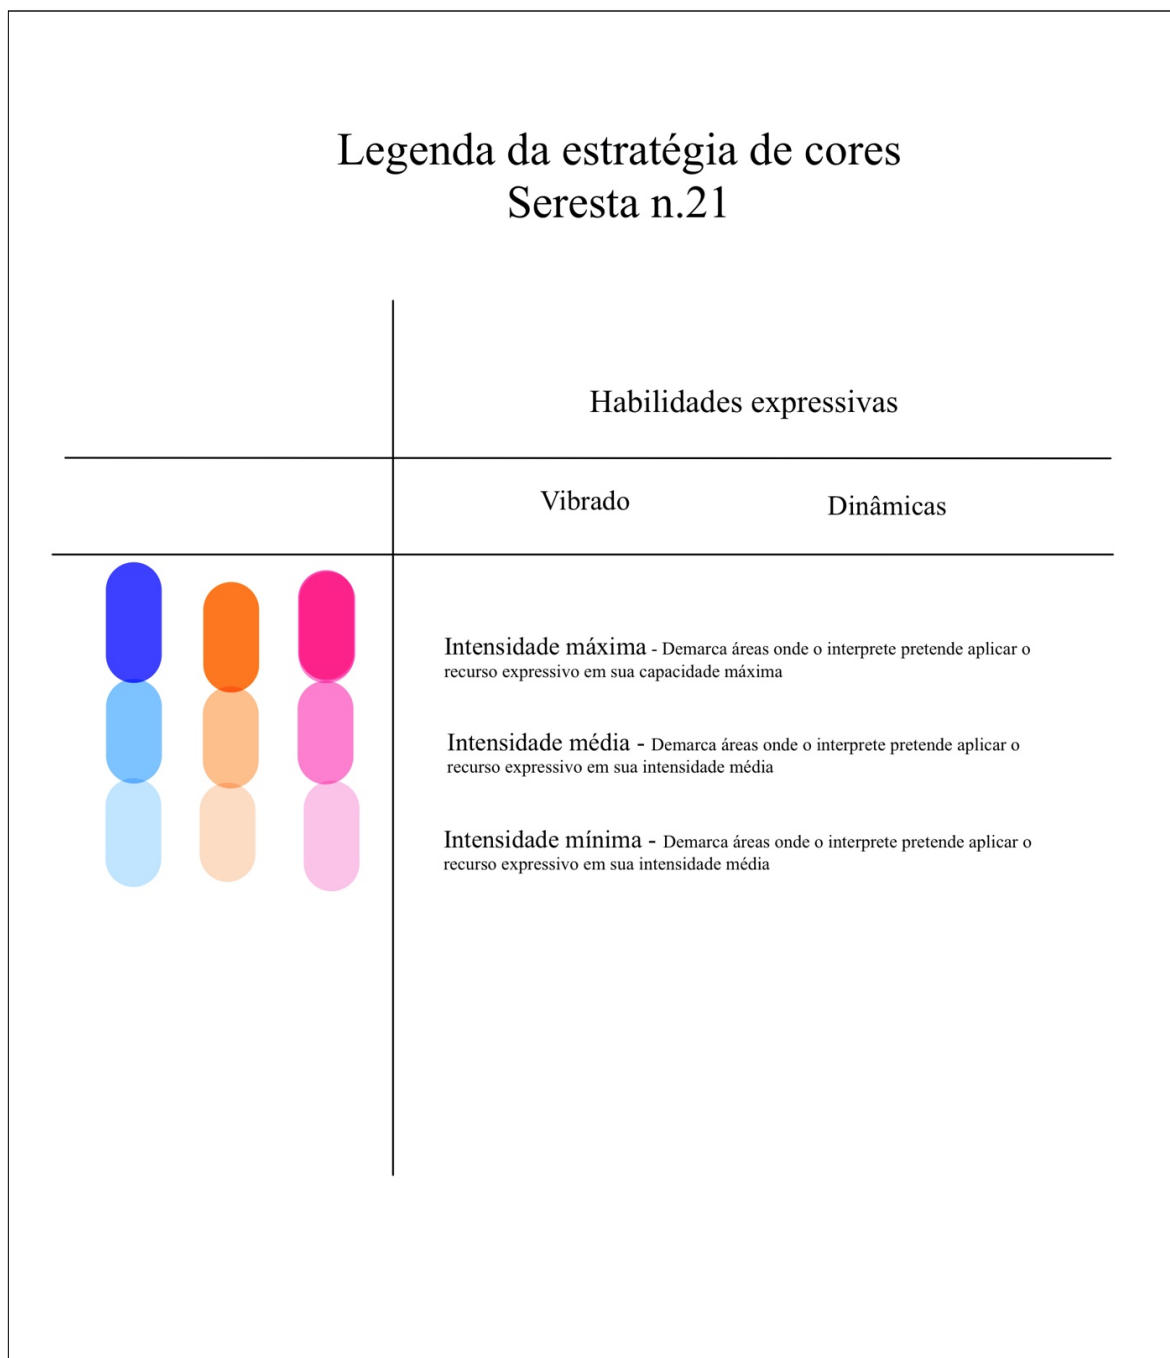 Legenda da estratégia de cores
Seresta n.21
Habilidades expressivas
Vibrado
Dinâmicas
Intensidade máxima - Demarca áreas onde o interprete pretende aplicar o
recurso expressivo em sua capacidade máxima
Intensidade média - Demarca áreas onde o interprete pretende aplicar o
recurso expressivo em sua intensidade média
Intensidade mínima - Demarca áreas onde o interprete pretende aplicar o
recurso expressivo em sua intensidade média